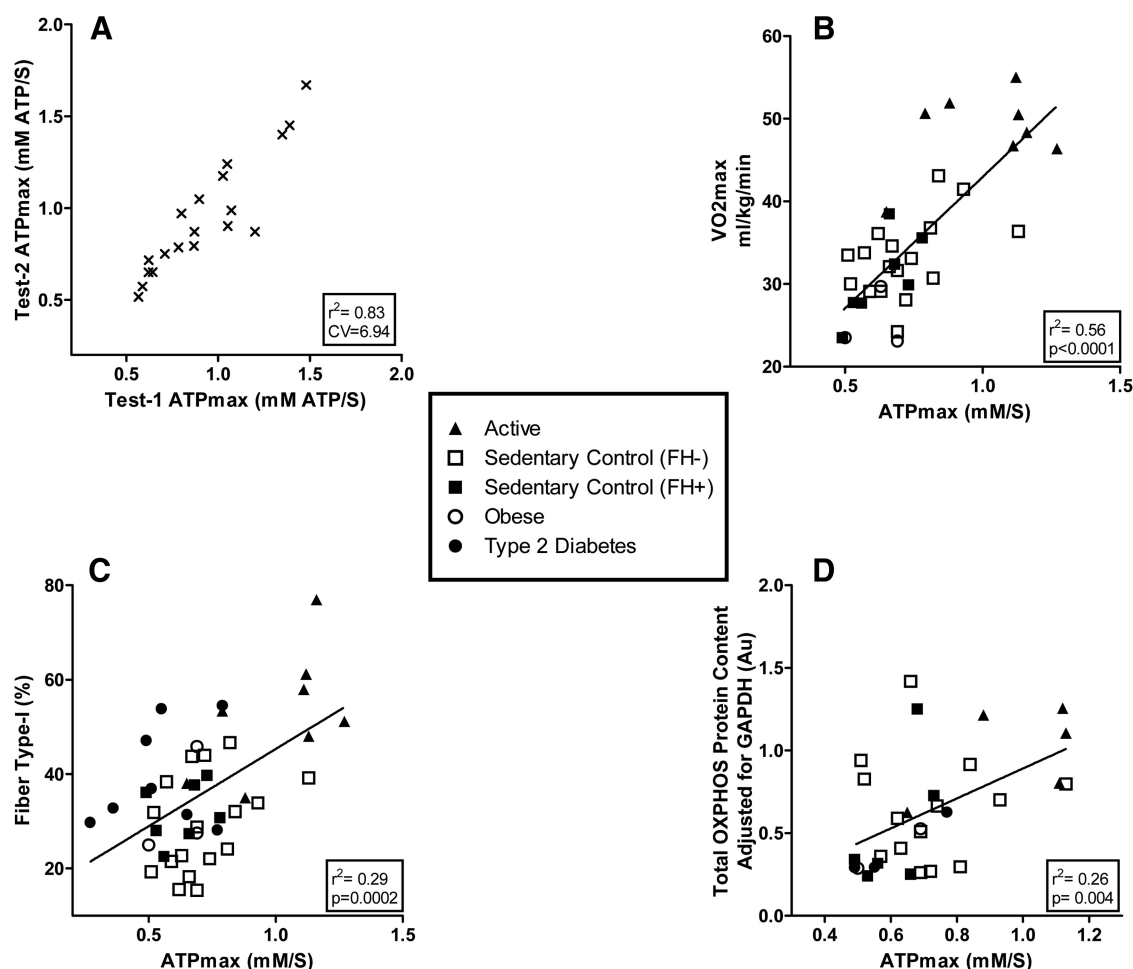 A
2.0
1.5
1.0
0.5
Test-2 ATPmax (mM ATP/S)
r²= 0.83
CV=6.94
0.5 1.0 1.5 2.0
Test-1 ATPmax (mM ATP/S)
B
60
50
40
30
20
VO2max
ml/kg/min
r²= 0.56
p<0.0001
0.5 1.0 1.5
ATPmax (mM/S)
Active
Sedentary Control (FH-)
Sedentary Control (FH+)
Obese
Type 2 Diabetes
C
80
60
40
20
Fiber Type-I (%)
r²= 0.29
p=0.0002
0.5 1.0 1.5
ATPmax (mM/S)
D
2.0
1.5
1.0
0.5
0.0
Total OXPHOS Protein Content
Adjusted for GAPDH (Au)
r²= 0.26
p= 0.004
0.4 0.6 0.8 1.0 1.2
ATPmax (mM/S)